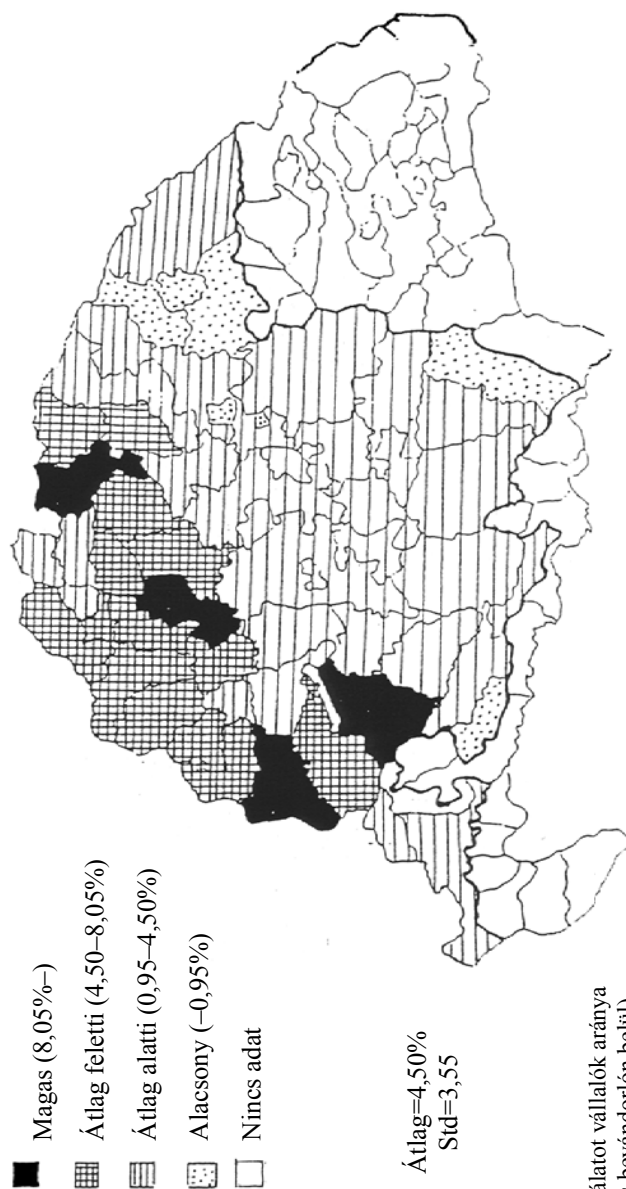 Magas (8,05%–)
Átlag feletti (4,50–8,05%)
Átlag alatti (0,95–4,50%)
Alacsony (–0,95%)
Nincs adat
Átlag=4,50%
Std=3,55
vállalók aránya
belül)